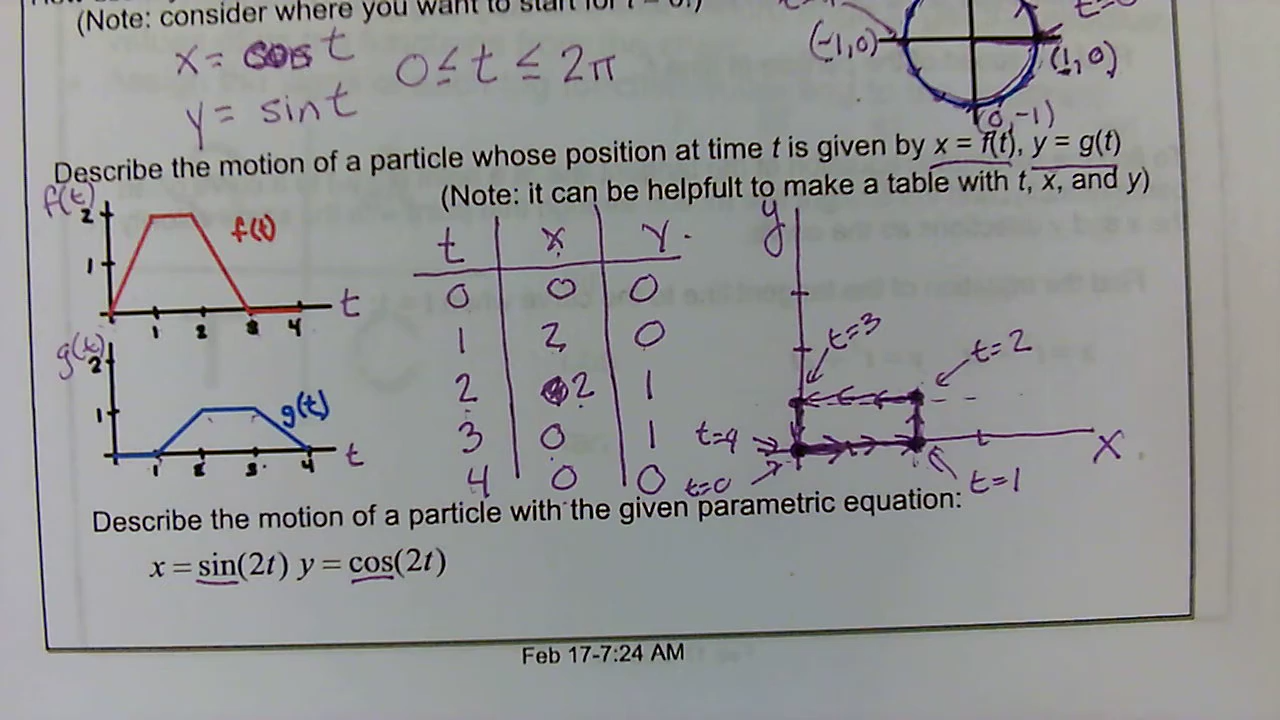 (Note: consider where you want to start for t = 0!)
x = cos t 0 ≤ t ≤ 2π
y = sin t
(-1,0)
(1,0)
(0,-1)
Describe the motion of a particle whose position at time t is given by x = f(t), y = g(t)
(Note: it can be helpfult to make a table with t, x, and y)
f(t)
2
1
f(t)
1 2 3 4 t
g(t)
2
1
g(t)
1 2 3 4 t
t x y
0 0 0
1 2 0
2 2 1
3 0 1
4 0 0
y
t=3
t=2
t=4
t=0
t=1
x
Describe the motion of a particle with the given parametric equation:
x = sin(2t) y = cos(2t)
Feb 17-7:24 AM